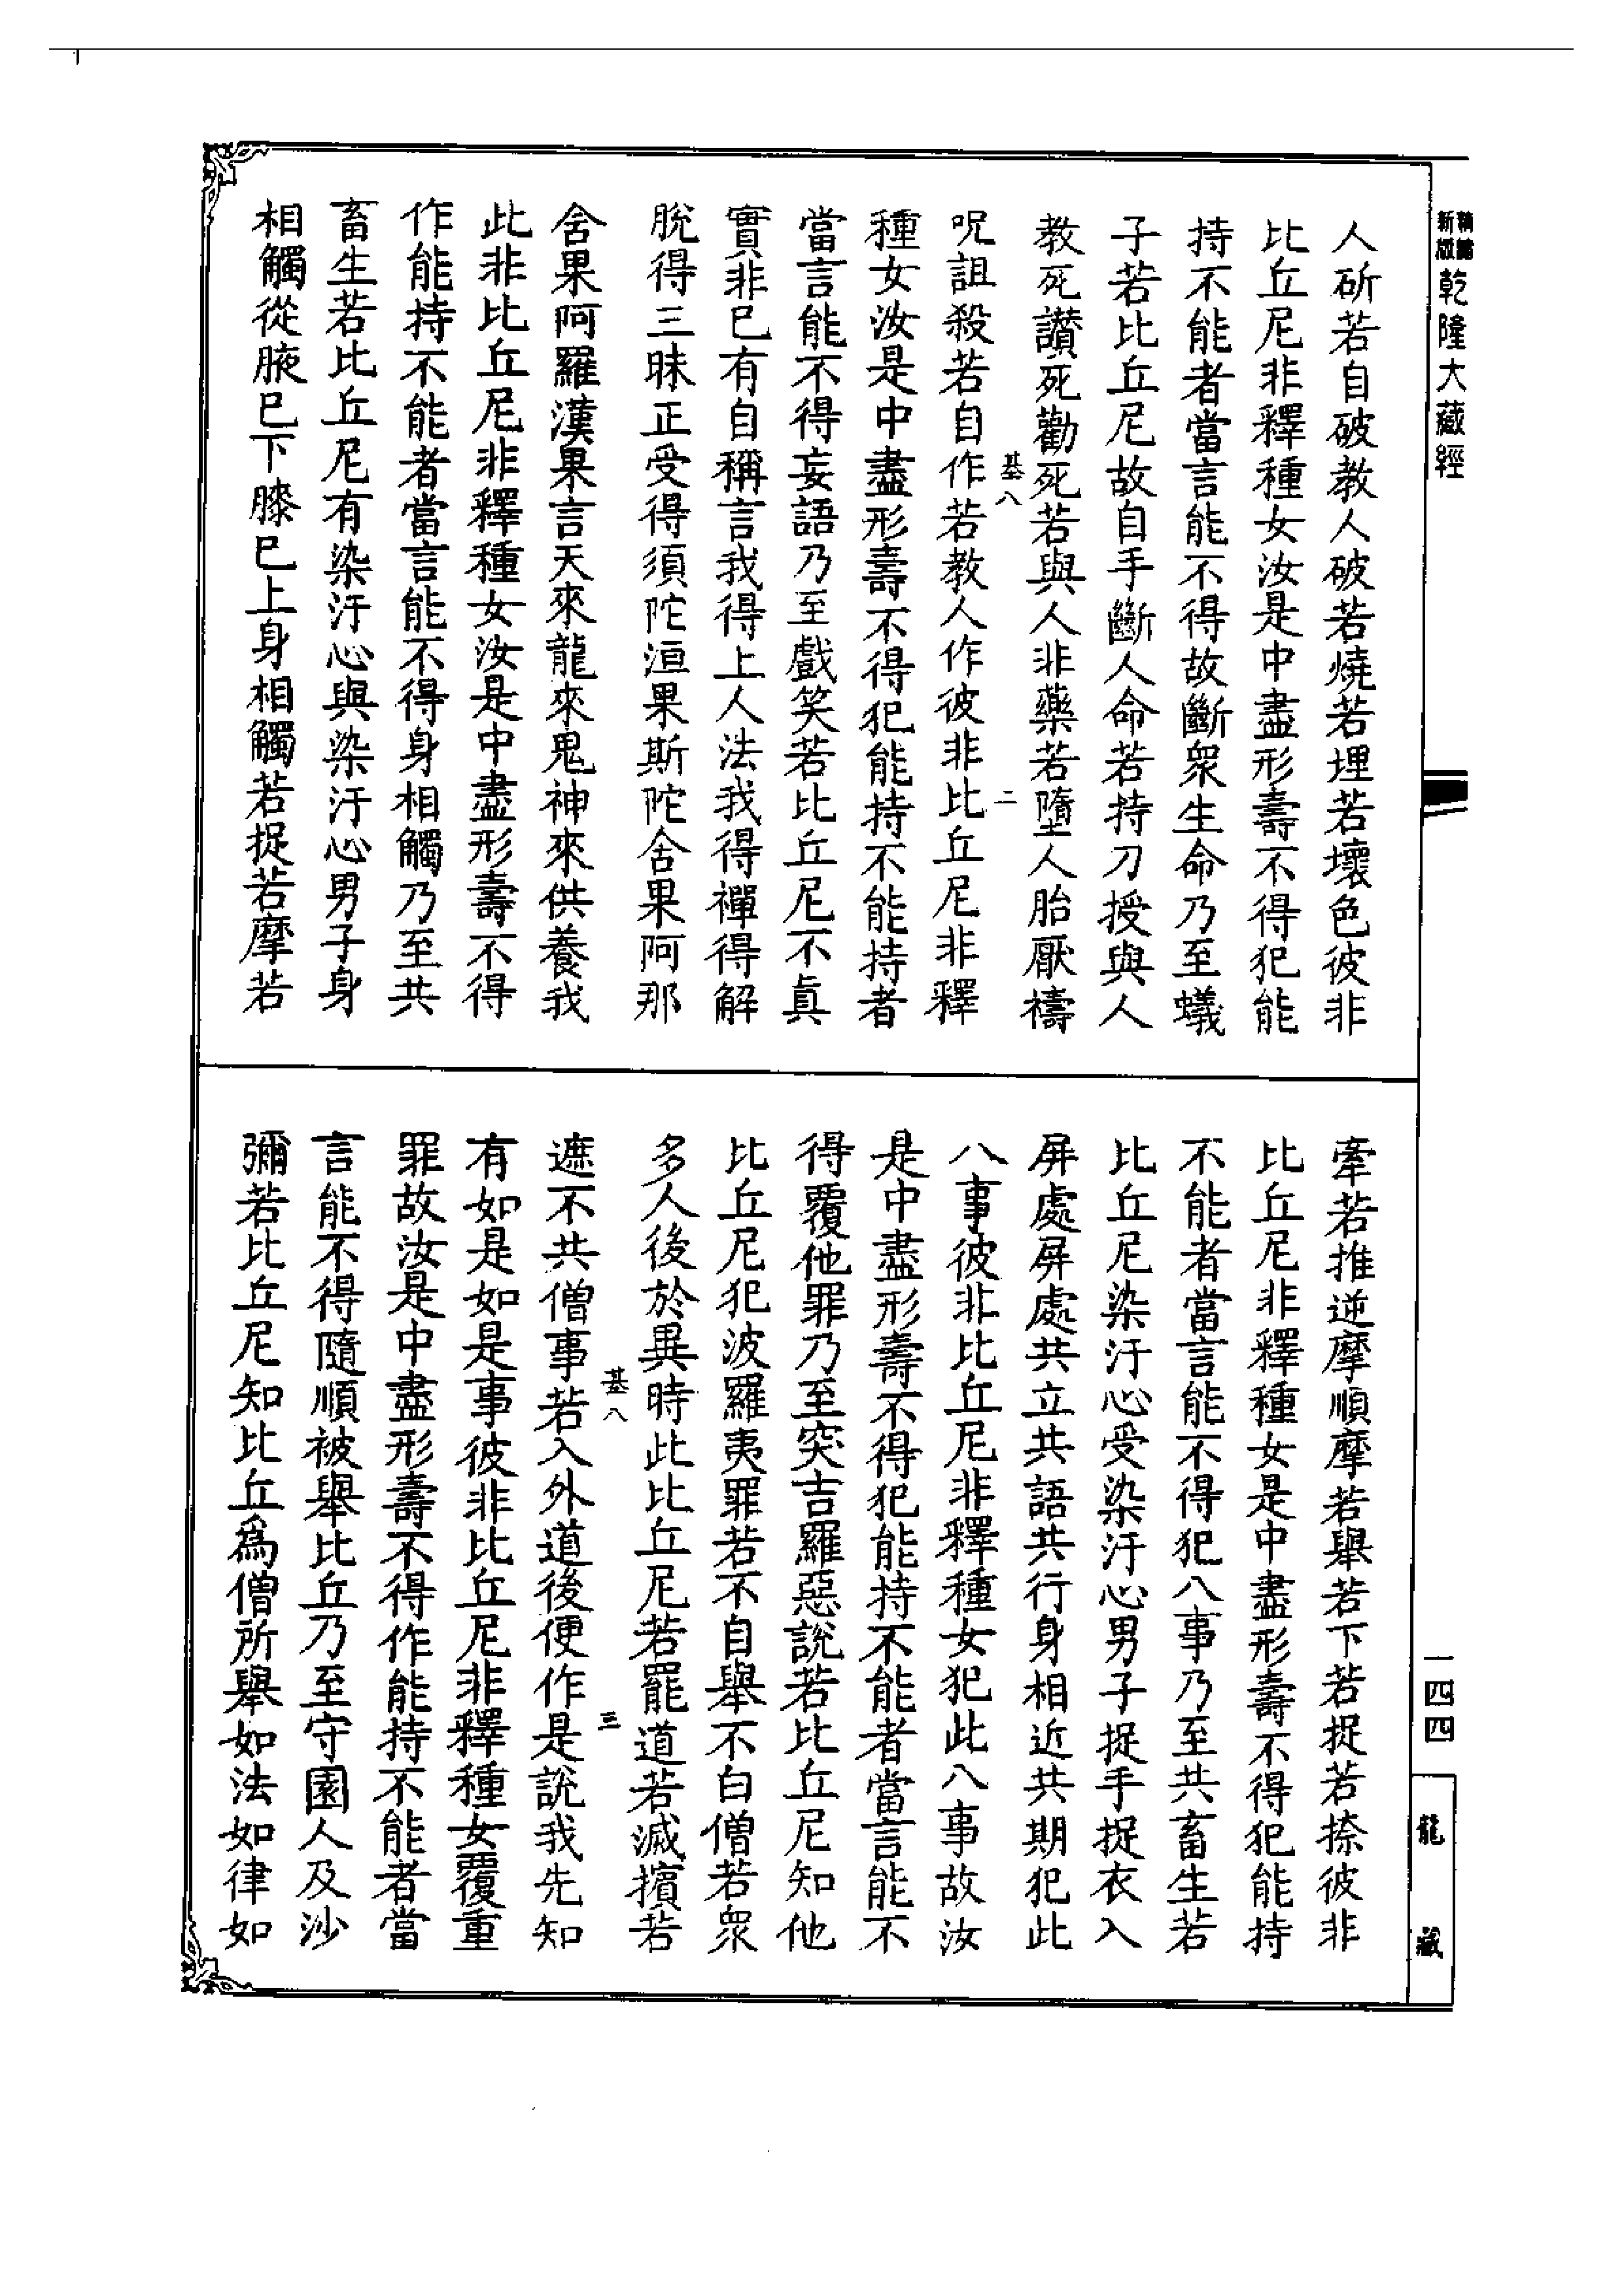 新版
精縮
乾隆大藏經
人斫若自破教人破若燒若埋若壞色彼非
比丘尼非釋種女汝是中盡形壽不得犯能
持不能者當言能不得故斷衆生命乃至蟻
子若比丘尼故自手斷人命若持刀授與人
教死讚死勸死若與人非藥若墮人胎厭禱
基八
二
呪詛殺若自作若教人作彼非比丘尼非釋
種女汝是中盡形壽不得犯能持不能持者
當言能不得妄語乃至戲笑若比丘尼不真
實非已有自稱言我得上人法我得禪得解
脫得三昧正受得須陀洹果斯陀舍果阿那
舍果阿羅漢果言天來龍來鬼神來供養我
此非比丘尼非釋種女汝是中盡形壽不得
作能持不能者當言能不得身相觸乃至共
畜生若比丘尼有染汙心與染汙心男子身
相觸從腋已下膝已上身相觸若捉若摩若
牽若推逆摩順摩若舉若下若捉若捺彼非
比丘尼非釋種女是中盡形壽不得犯能持
不能者當言能不得犯八事乃至共畜生若
比丘尼染汙心受染汙心男子捉手捉衣入
屏處屏處共立共語共行身相近共期犯此
八事彼非比丘尼非釋種女犯此八事故汝
是中盡形壽不得犯能持不能者當言能不
得覆他罪乃至突吉羅惡說若比丘尼知他
比丘尼犯波羅夷罪若不自舉不白僧若衆
多人後於異時此比丘尼若罷道若滅擯若
基八
三
遮不共僧事若入外道後便作是說我先知
有如是如是事彼非比丘尼非釋種女覆重
罪故汝是中盡形壽不得作能持不能者當
言能不得隨順被舉比丘乃至守園人及沙
彌若比丘尼知比丘為僧所舉如法如律如
一四四
龍藏